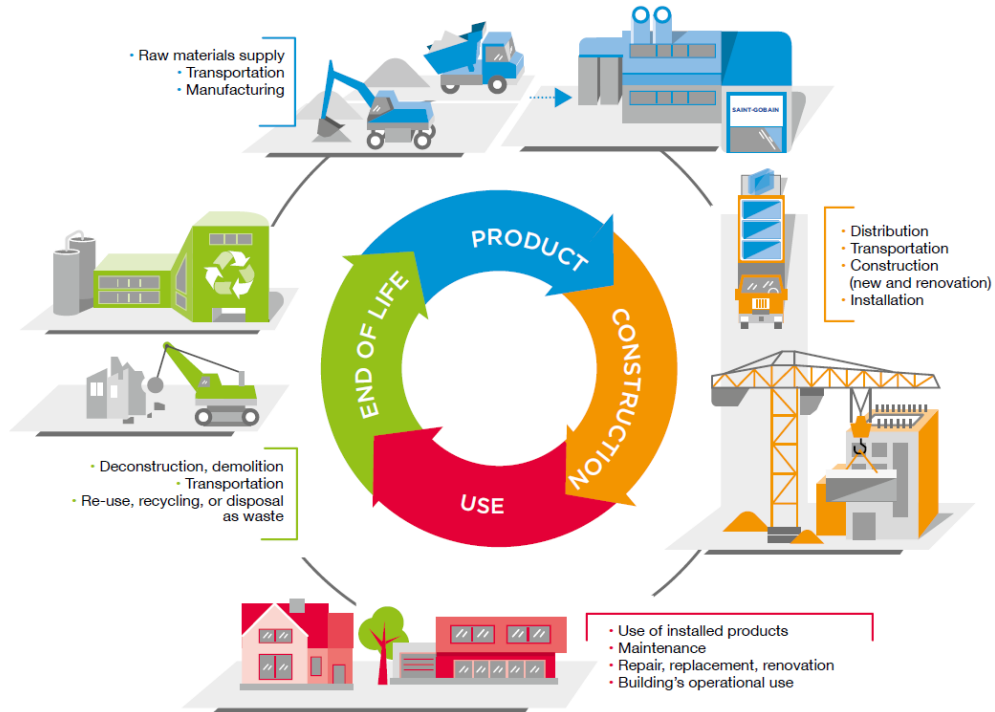 • Raw materials supply
• Transportation
• Manufacturing
SAINT-GOBAIN
PRODUCT
CONSTRUCTION
USE
END OF LIFE
• Distribution
• Transportation
• Construction
(new and renovation)
• Installation
• Deconstruction, demolition
• Transportation
• Re-use, recycling, or disposal
as waste
• Use of installed products
• Maintenance
• Repair, replacement, renovation
• Building's operational use